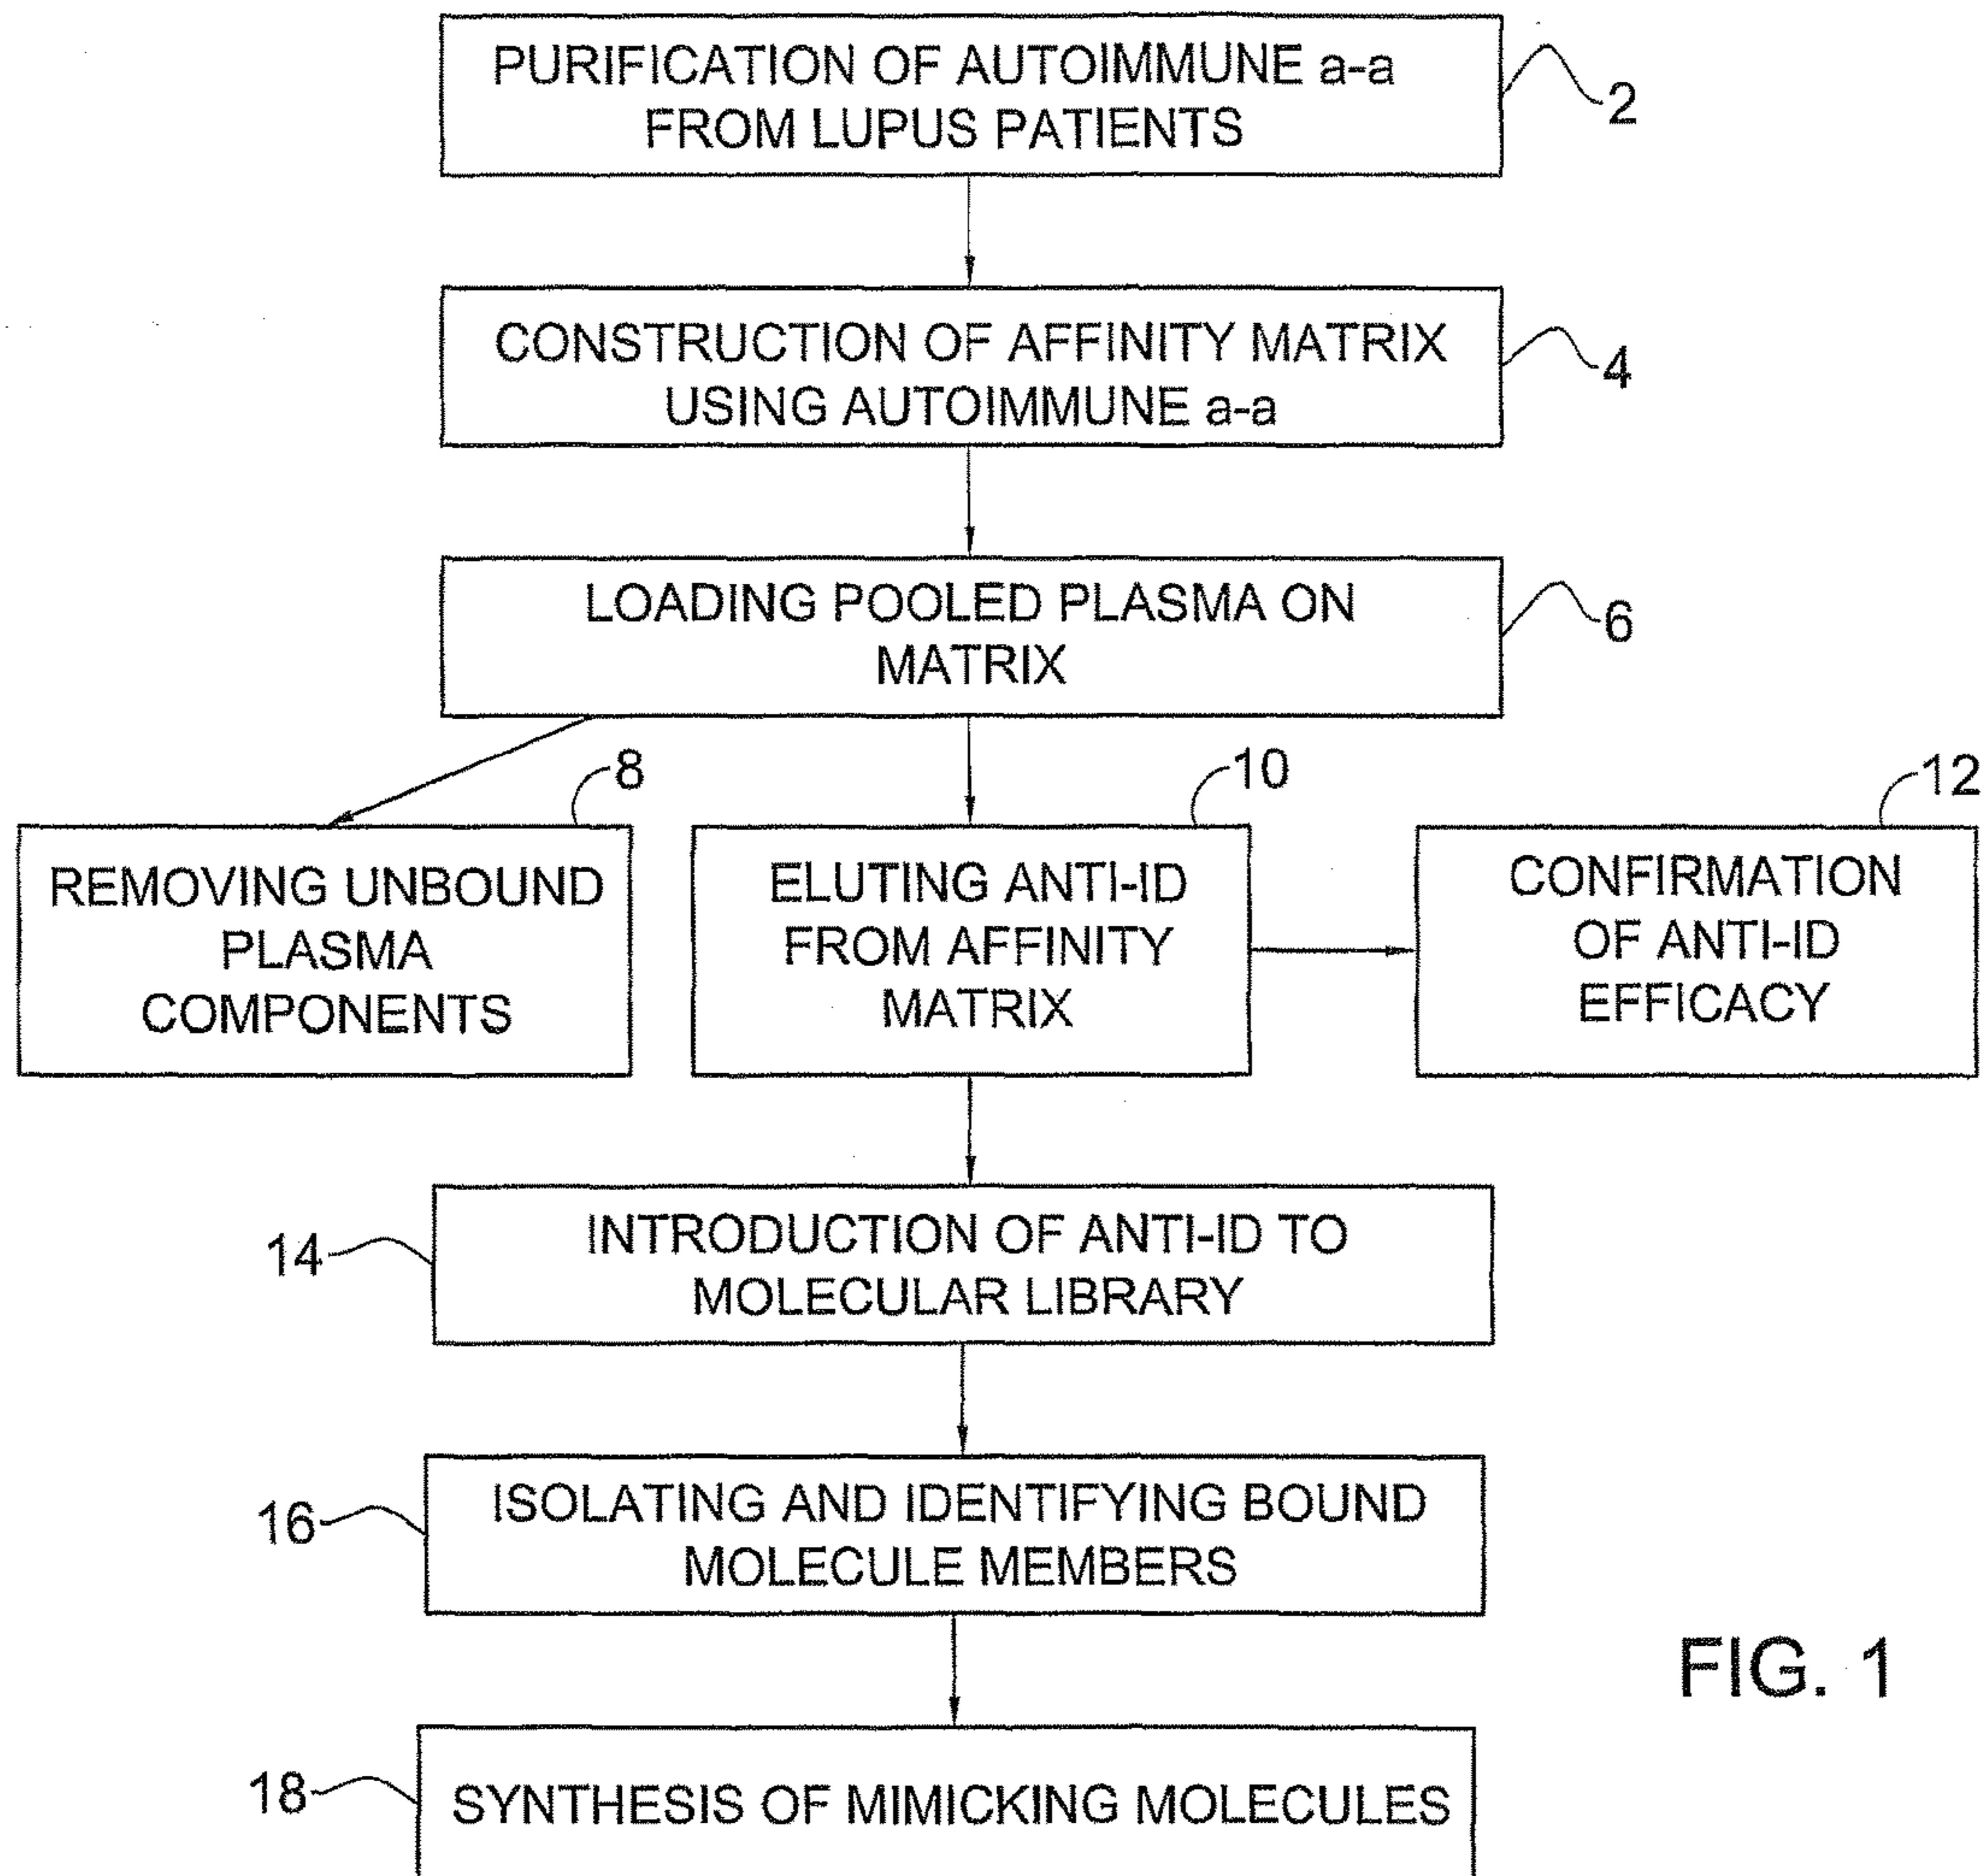 PURIFICATION OF AUTOIMMUNE a-a
FROM LUPUS PATIENTS
2
CONSTRUCTION OF AFFINITY MATRIX
USING AUTOIMMUNE a-a
4
LOADING POOLED PLASMA ON
MATRIX
6
8
REMOVING UNBOUND
PLASMA
COMPONENTS
10
ELUTING ANTI-ID
FROM AFFINITY
MATRIX
12
CONFIRMATION
OF ANTI-ID
EFFICACY
14
INTRODUCTION OF ANTI-ID TO
MOLECULAR LIBRARY
16
ISOLATING AND IDENTIFYING BOUND
MOLECULE MEMBERS
18
SYNTHESIS OF MIMICKING MOLECULES
FIG. 1